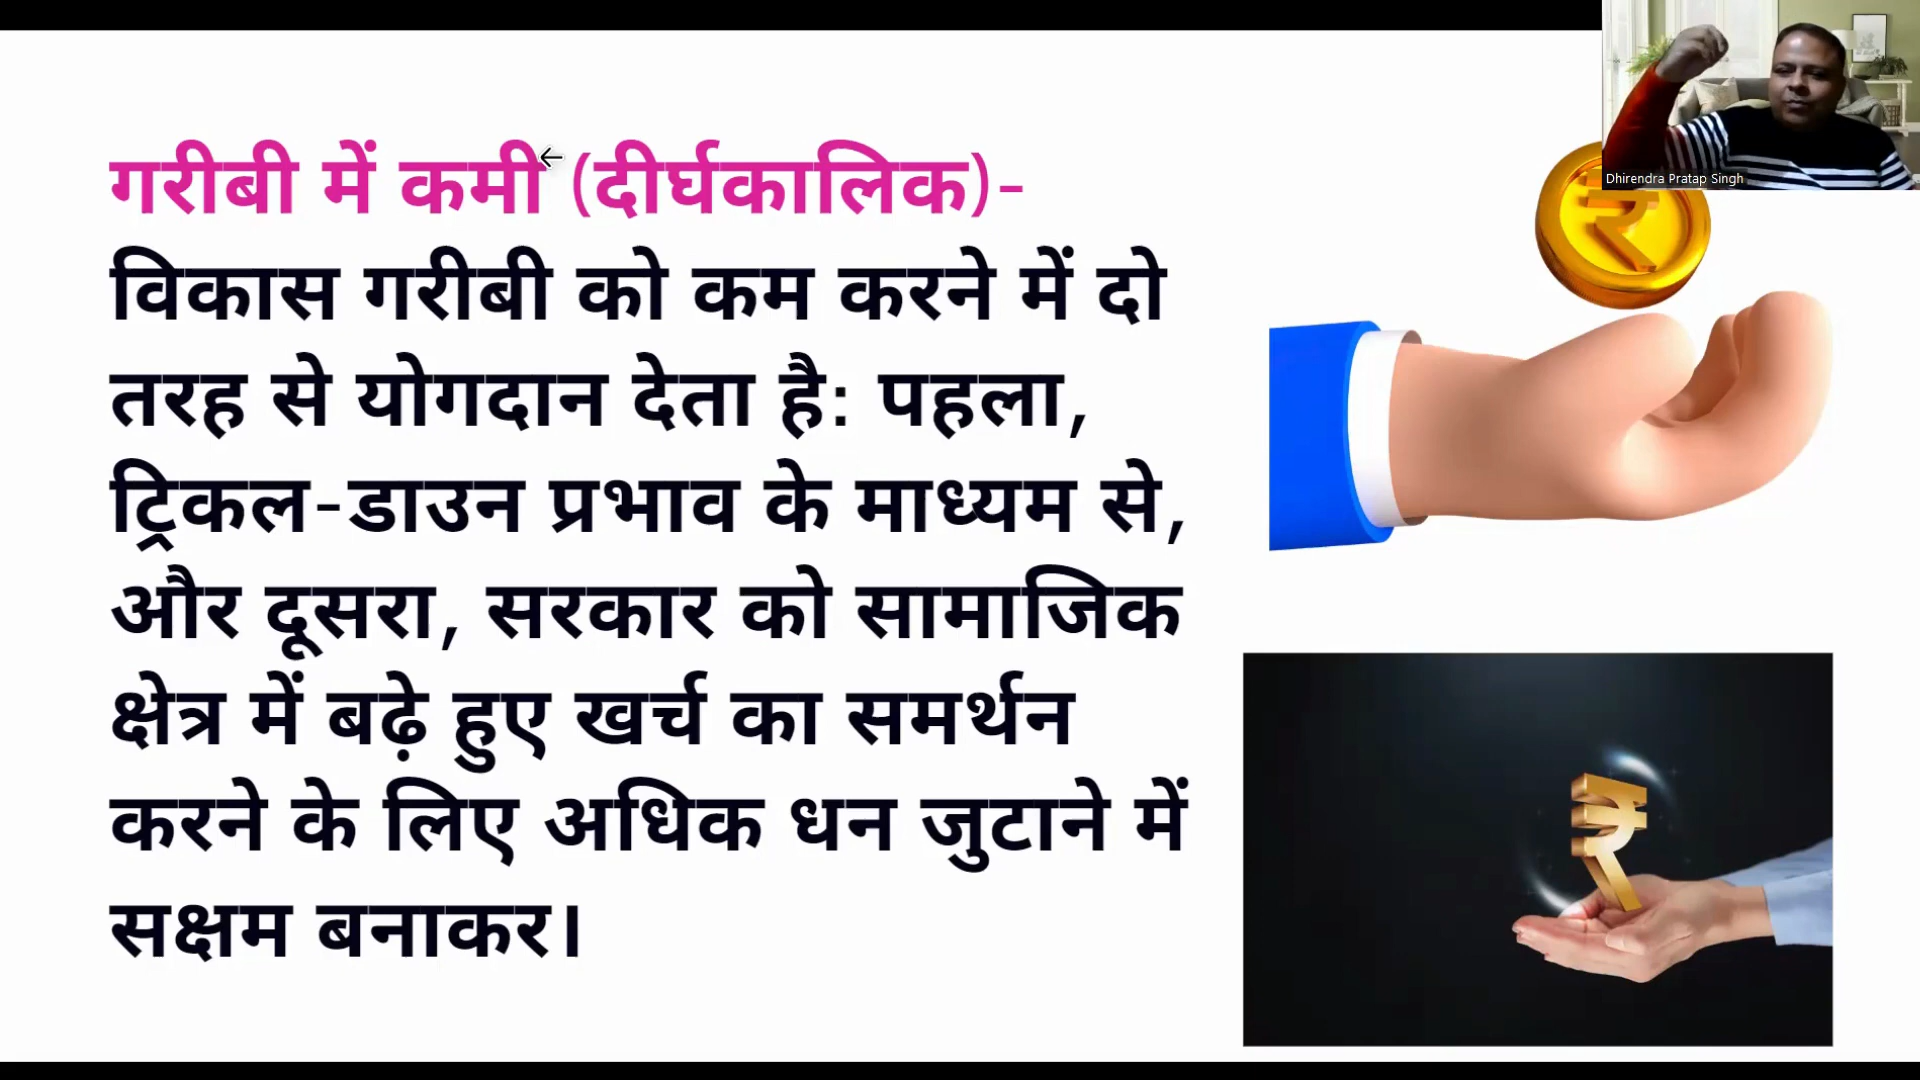 गरीबी में कमी (दीर्घकालिक)-
विकास गरीबी को कम करने में दो
तरह से योगदान देता है: पहला,
ट्रिकल-डाउन प्रभाव के माध्यम से,
और दूसरा, सरकार को सामाजिक
क्षेत्र में बढ़े हुए खर्च का समर्थन
करने के लिए अधिक धन जुटाने में
सक्षम बनाकर।
Dhirendra Pratap Singh
₹
₹